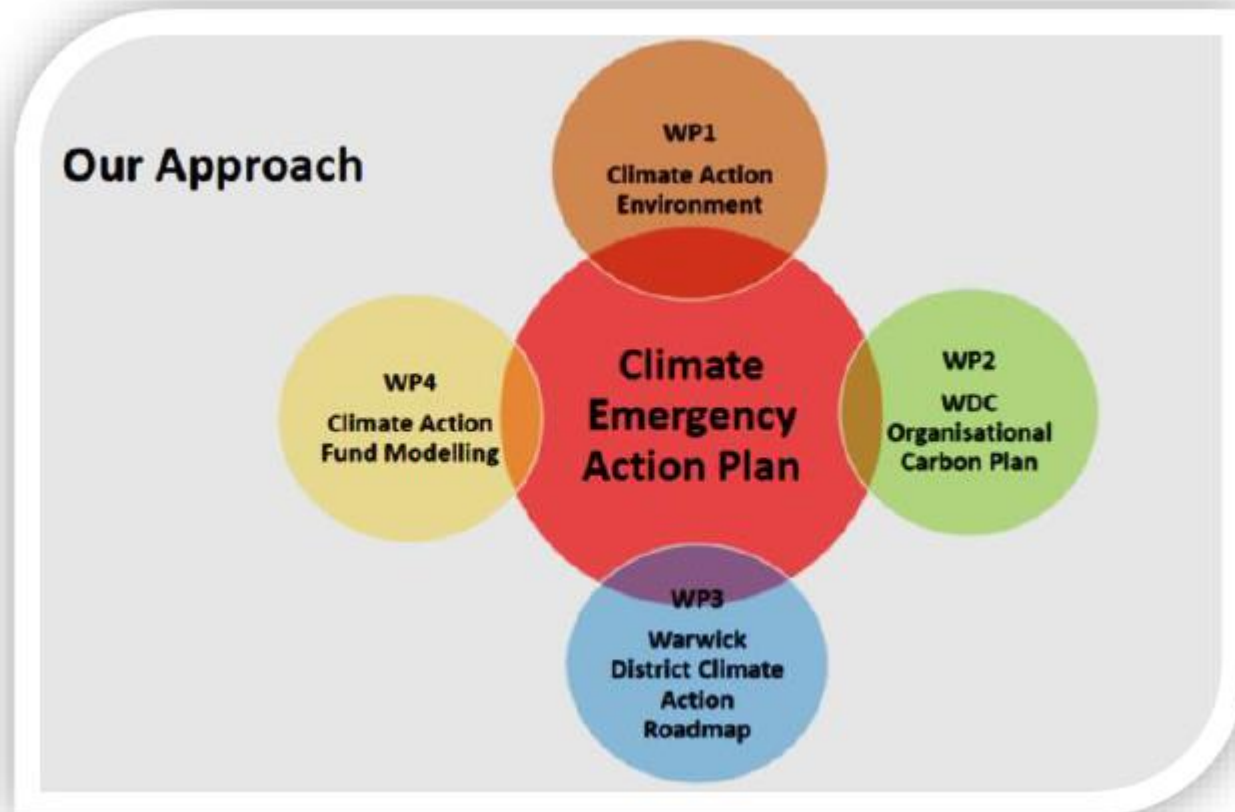 Our Approach
WP1
Climate Action
Environment
Climate
Emergency
Action Plan
WP2
WDC
Organisational
Carbon Plan
WP3
Warwick
District Climate
Action
Roadmap
WP4
Climate Action
Fund Modelling